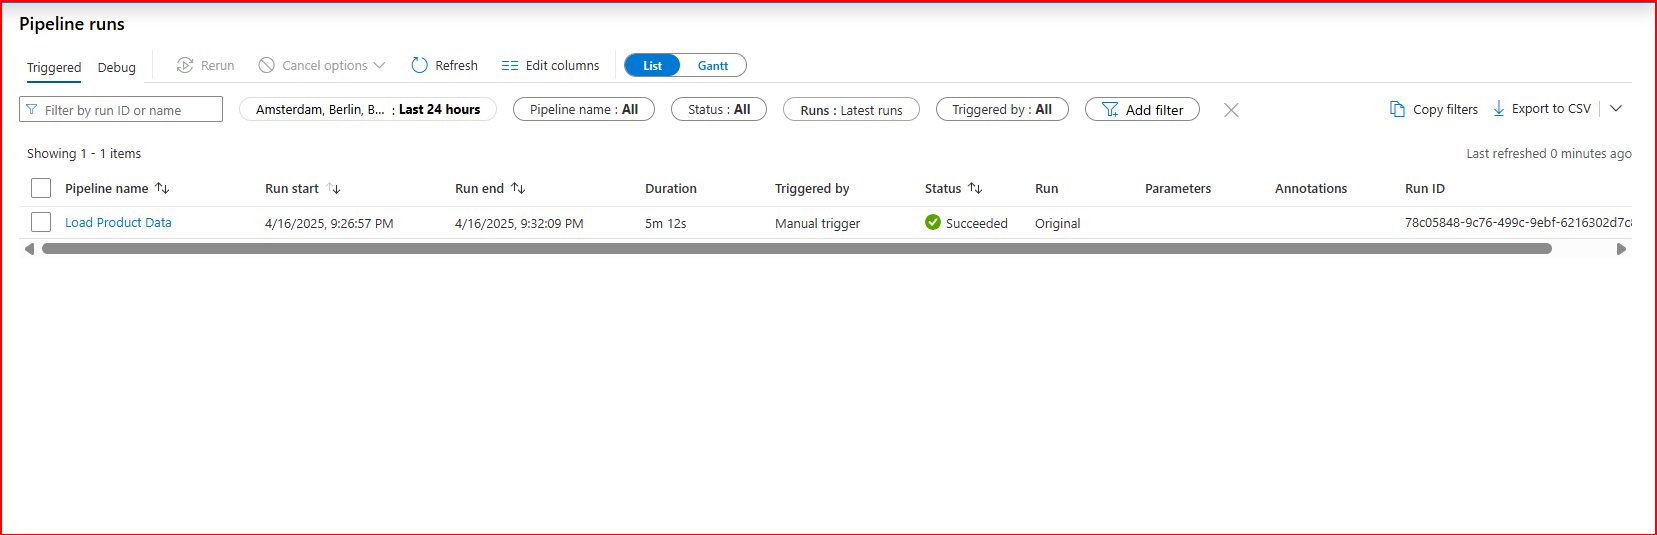 Pipeline runs
Triggered Debug Rerun Cancel options Refresh Edit columns List Gantt
Filter by run ID or name Amsterdam, Berlin, B... : Last 24 hours Pipeline name : All Status : All Runs : Latest runs Triggered by : All Add filter Copy filters Export to CSV
Showing 1 - 1 items Last refreshed 0 minutes ago
Pipeline name Run start Run end Duration Triggered by Status Run Parameters Annotations Run ID
Load Product Data 4/16/2025, 9:26:57 PM 4/16/2025, 9:32:09 PM 5m 12s Manual trigger Succeeded Original 78c05848-9c76-499c-9ebf-6216302d7c